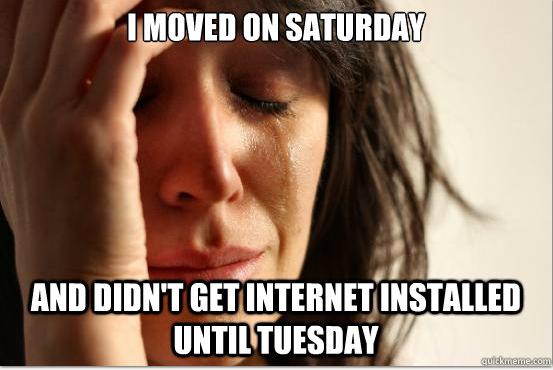 I MOVED ON SATURDAY
AND DIDN'T GET INTERNET INSTALLED
UNTIL TUESDAY
quickmeme.com